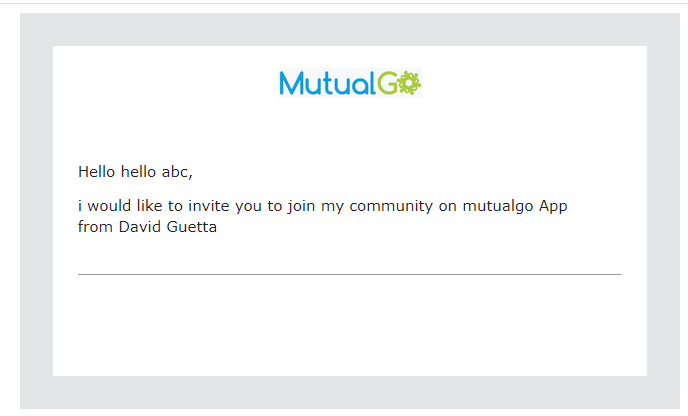 MutualGo
Hello hello abc,
i would like to invite you to join my community on mutualgo App
from David Guetta